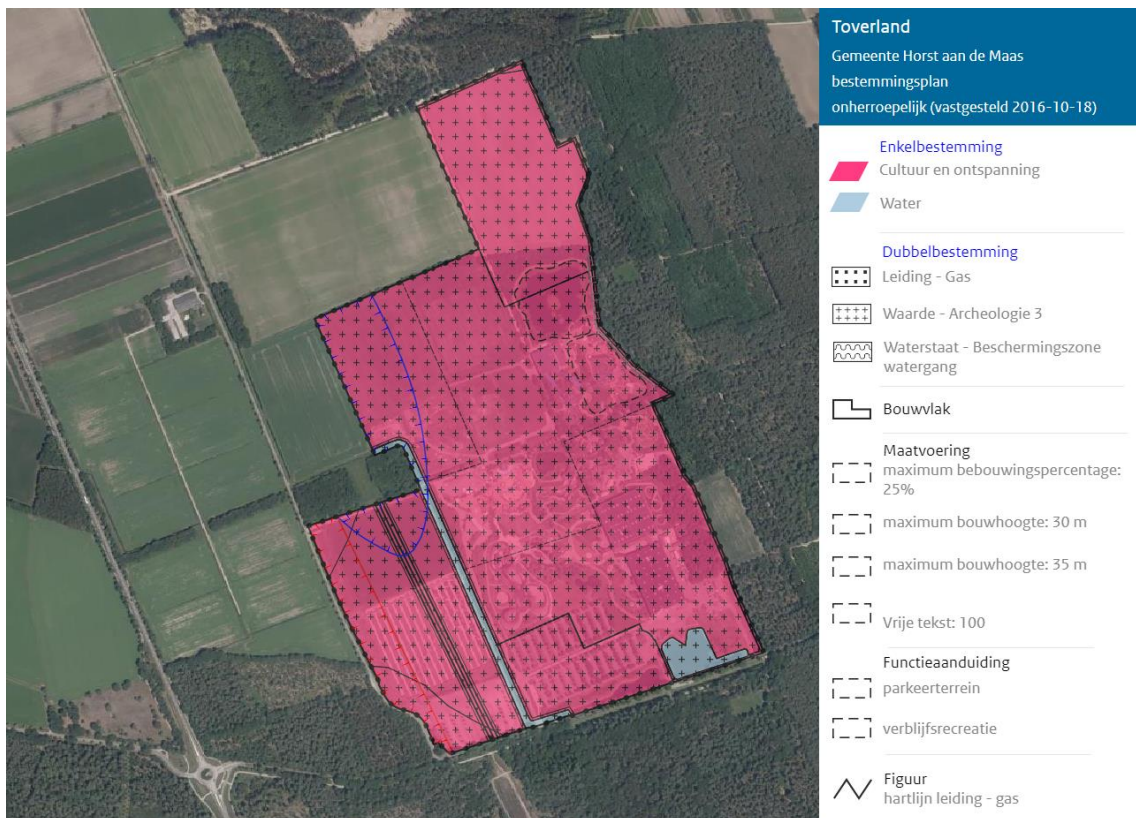 Toverland
Gemeente Horst aan de Maas
bestemmingsplan
onherroepelijk (vastgesteld 2016-10-18)
Enkelbestemming
Cultuur en ontspanning
Water
Dubbelbestemming
Leiding - Gas
Waarde - Archeologie 3
Waterstaat - Beschermingszone
watergang
Bouwvlak
Maatvoering
maximum bebouwingspercentage:
25%
maximum bouwhoogte: 30 m
maximum bouwhoogte: 35 m
Vrije tekst: 100
Functieaanduiding
parkeerterrein
verblijfsrecreatie
Figuur
hartlijn leiding - gas